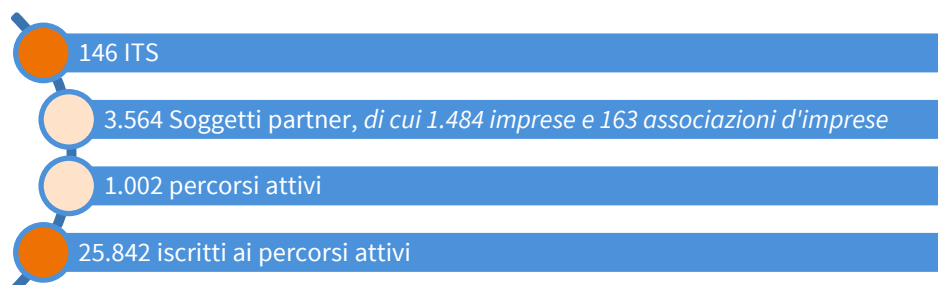 146 ITS
3.564 Soggetti partner, di cui 1.484 imprese e 163 associazioni d'imprese
1.002 percorsi attivi
25.842 iscritti ai percorsi attivi